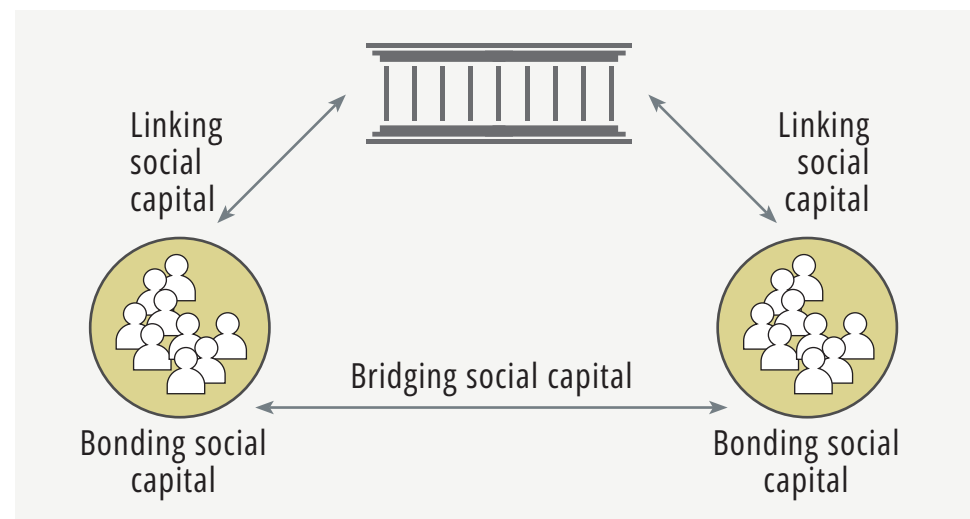 Linking
social
capital
Linking
social
capital
Bridging social capital
Bonding social
capital
Bonding social
capital